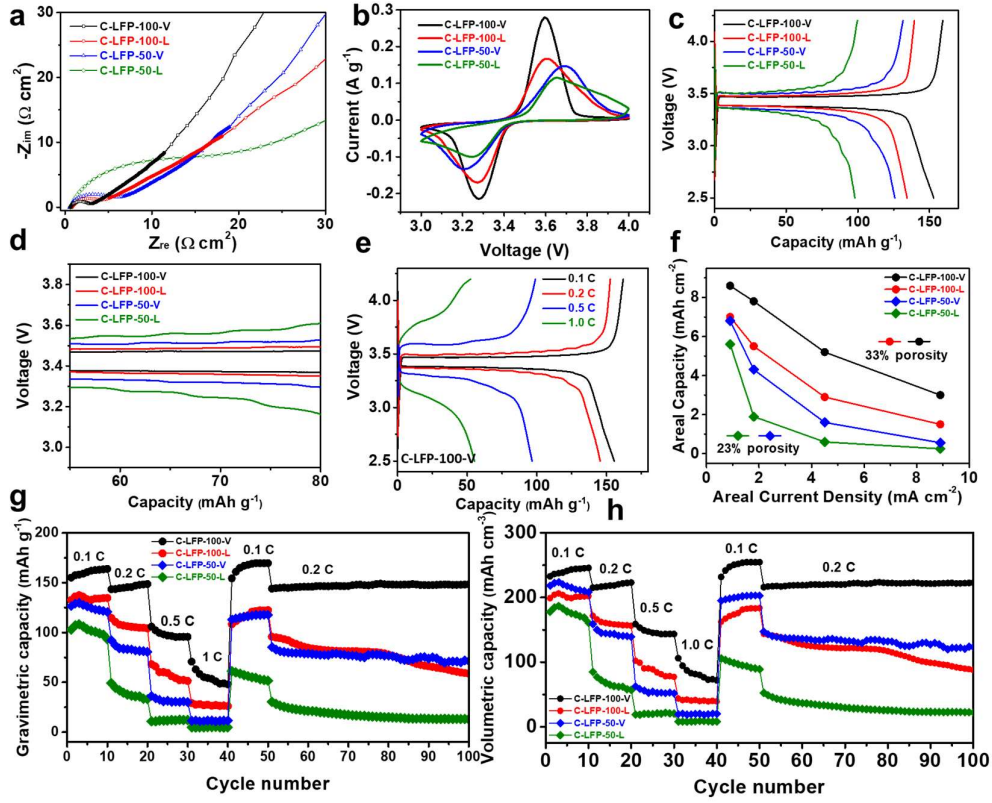 a
C-LFP-100-V
C-LFP-100-L
C-LFP-50-V
C-LFP-50-L
30
20
10
0
0 10 20 30
-Zim (Ω cm²)
Zre (Ω cm²)
b
C-LFP-100-V
C-LFP-100-L
C-LFP-50-V
C-LFP-50-L
0.3
0.2
0.1
0.0
-0.1
-0.2
3.0 3.2 3.4 3.6 3.8 4.0
Current (A g⁻¹)
Voltage (V)
c
C-LFP-100-V
C-LFP-100-L
C-LFP-50-V
C-LFP-50-L
4.0
3.5
3.0
2.5
0 50 100 150
Voltage (V)
Capacity (mAh g⁻¹)
d
C-LFP-100-V
C-LFP-100-L
C-LFP-50-V
C-LFP-50-L
3.8
3.6
3.4
3.2
3.0
60 70 80
Voltage (V)
Capacity (mAh g⁻¹)
e
0.1 C
0.2 C
0.5 C
1.0 C
4.0
3.5
3.0
2.5
C-LFP-100-V
0 50 100 150
Voltage (V)
Capacity (mAh g⁻¹)
f
C-LFP-100-V
C-LFP-100-L
C-LFP-50-V
C-LFP-50-L
33% porosity
23% porosity
10
8
6
4
2
0
0 2 4 6 8 10
Areal Capacity (mAh cm⁻²)
Areal Current Density (mA cm⁻²)
g
C-LFP-100-V
C-LFP-100-L
C-LFP-50-V
C-LFP-50-L
0.1 C
0.2 C
0.5 C
1 C
0.1 C
0.2 C
200
150
100
50
0
0 10 20 30 40 50 60 70 80 90 100
Gravimetric capacity (mAh g⁻¹)
Cycle number
h
0.1 C
0.2 C
0.5 C
1.0 C
0.1 C
0.2 C
C-LFP-100-V
C-LFP-100-L
C-LFP-50-V
C-LFP-50-L
300
200
100
0
0 10 20 30 40 50 60 70 80 90 100
Volumetric capacity (mAh cm⁻³)
Cycle number